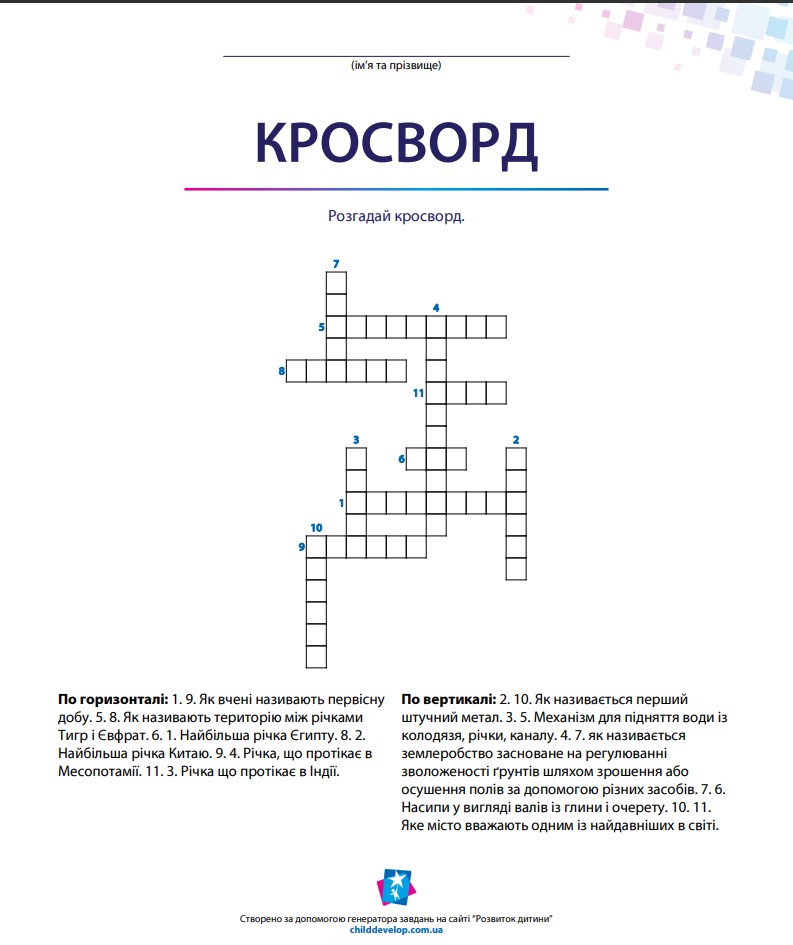 (ім'я та прізвище)
КРОСВОРД
Розгадай кросворд.
7
4
5
8
11
3
2
6
1
10
9
По горизонталі: 1. 9. Як вчені називають первісну
добу. 5. 8. Як називають територію між річками
Тигр і Євфрат. 6. 1. Найбільша річка Єгипту. 8. 2.
Найбільша річка Китаю. 9. 4. Річка, що протікає в
Месопотамії. 11. 3. Річка що протікає в Індії.
По вертикалі: 2. 10. Як називається перший
штучний метал. 3. 5. Механізм для підняття води із
колодязя, річки, каналу. 4. 7. як називається
землеробство засноване на регулюванні
зволоженості ґрунтів шляхом зрошення або
осушення полів за допомогою різних засобів. 7. 6.
Насипи у вигляді валів із глини і очерету. 10. 11.
Яке місто вважають одним із найдавніших в світі.
Створено за допомогою генератора завдань на сайті "Розвиток дитини"
childdevelop.com.ua